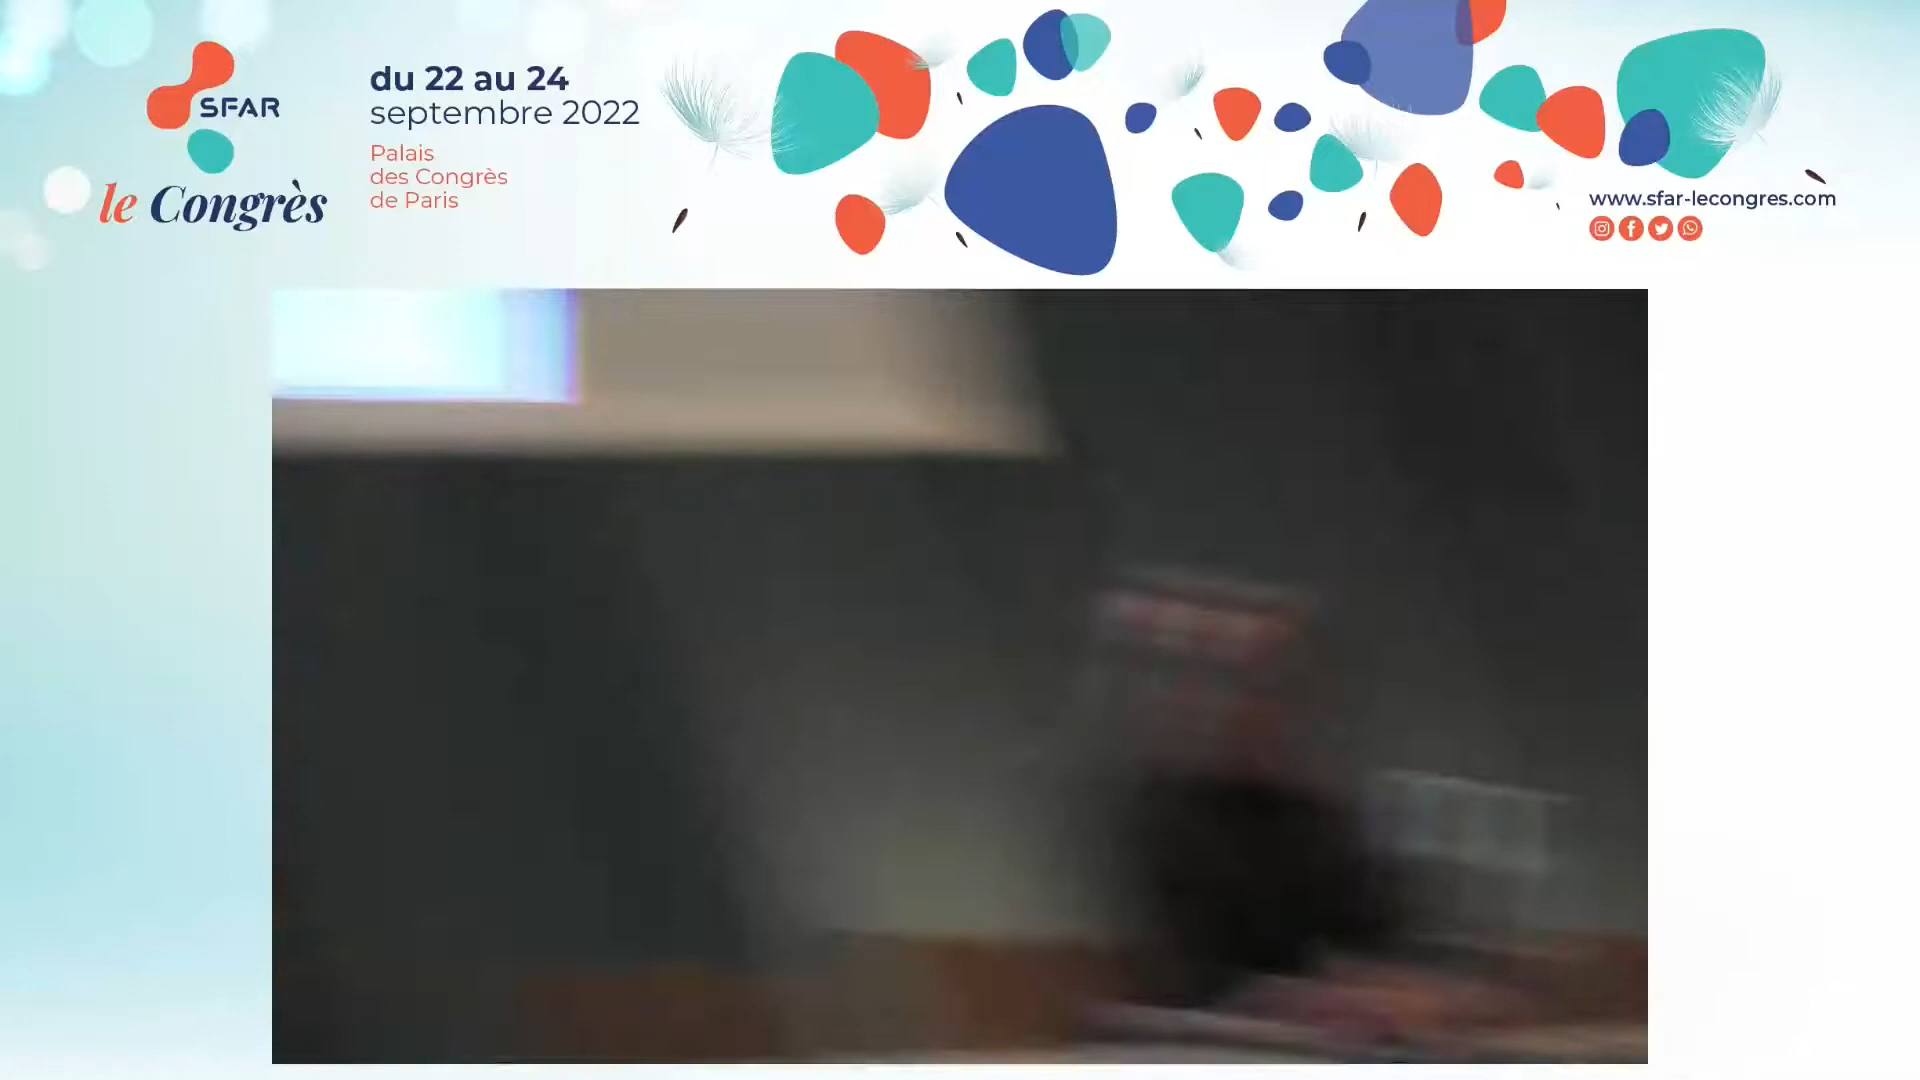 SFAR
le Congrès
du 22 au 24
septembre 2022
Palais
des Congrès
de Paris
www.sfar-lecongres.com